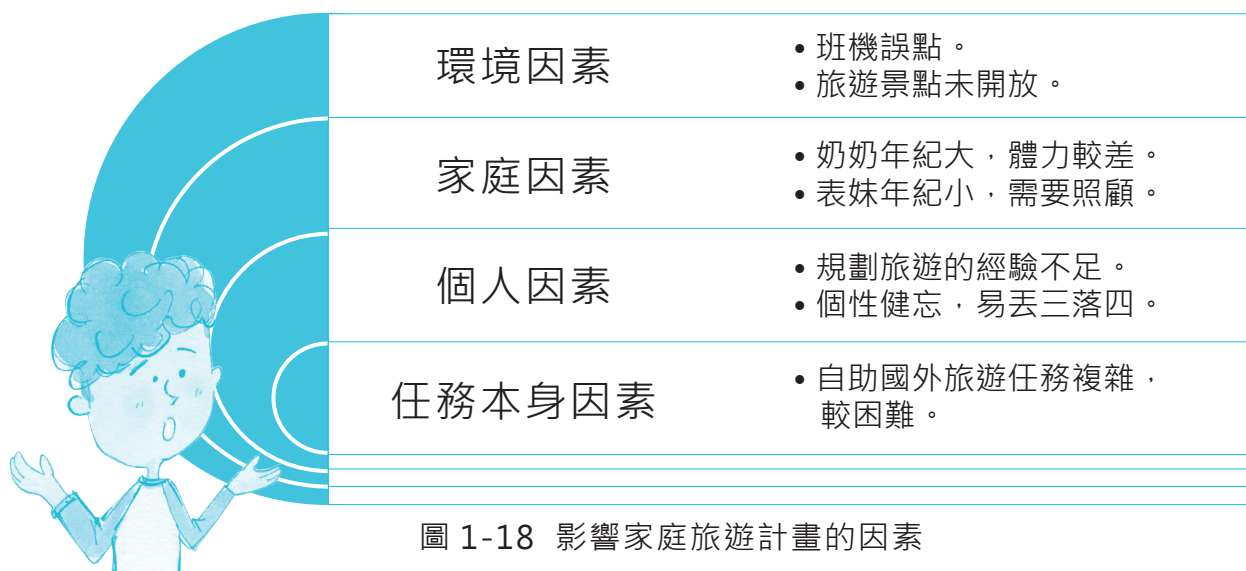 環境因素
• 班機誤點。
• 旅遊景點未開放。
家庭因素
• 奶奶年紀大,體力較差。
• 表妹年紀小,需要照顧。
個人因素
• 規劃旅遊的經驗不足。
• 個性健忘,易丟三落四。
任務本身因素
• 自助國外旅遊任務複雜,
較困難。
圖 1-18 影響家庭旅遊計畫的因素